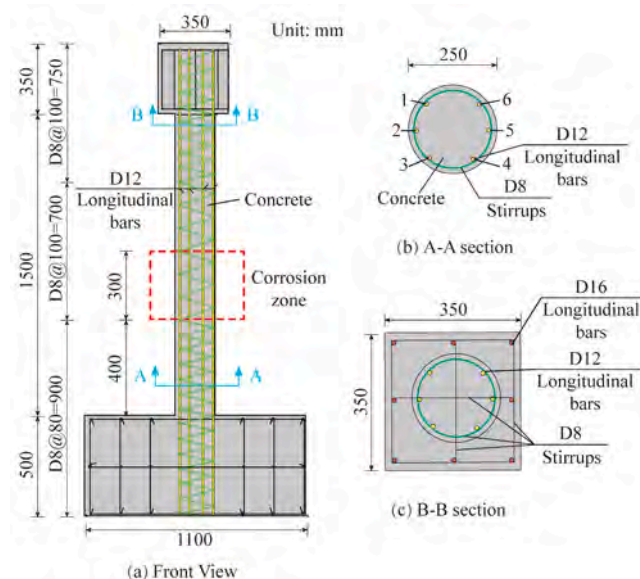 350
Unit: mm
350
D8@100=750
B
B
D12
Longitudinal
bars
Concrete
1500
D8@100=700
300
Corrosion
zone
400
A
A
D8@80=900
500
1100
(a) Front View
250
1
6
2
5
3
4
D12
Longitudinal
bars
Concrete
D8
Stirrups
(b) A-A section
350
D16
Longitudinal
bars
350
D12
Longitudinal
bars
D8
Stirrups
(c) B-B section